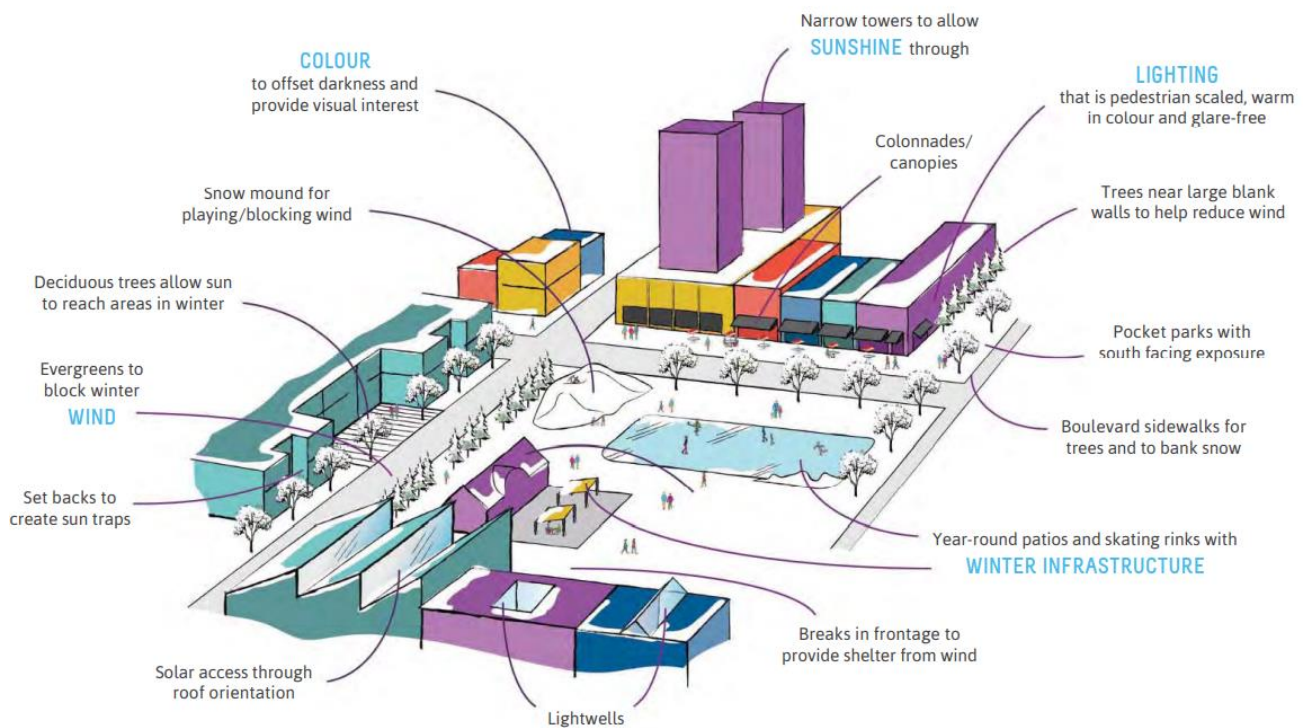 Narrow towers to allow
SUNSHINE through
COLOUR
to offset darkness and
provide visual interest
LIGHTING
that is pedestrian scaled, warm
in colour and glare-free
Colonnades/
canopies
Snow mound for
playing/blocking wind
Trees near large blank
walls to help reduce wind
Deciduous trees allow sun
to reach areas in winter
Pocket parks with
south facing exposure
Evergreens to
block winter
WIND
Boulevard sidewalks for
trees and to bank snow
Set backs to
create sun traps
Year-round patios and skating rinks with
WINTER INFRASTRUCTURE
Breaks in frontage to
provide shelter from wind
Solar access through
roof orientation
Lightwells